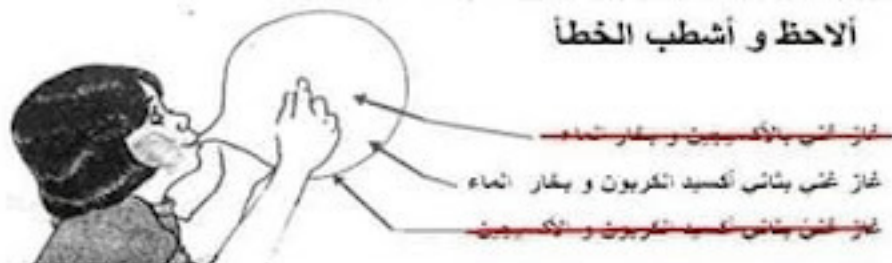 ألاحظ و أشطب الخطأ
غاز غني بالأكسيجين و بخار الماء
غاز غني بثاني أكسيد الكربون و بخار الماء
غاز غني بثاني أكسيد الكربون و الأكسيجين